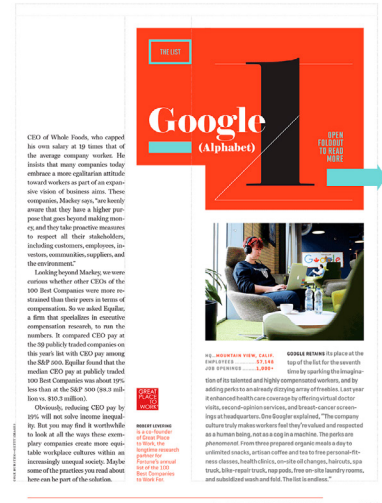 THE LIST
Google
(Alphabet)
1
OPEN
FOLDOUT
TO READ
MORE
CEO of Whole Foods, who capped
his own salary at 19 times that of
the average company worker. He
insists that many companies today
embrace a more egalitarian attitude
toward workers as part of an expan-
sive vision of business aims. These
companies, Mackey says, "are keenly
aware that they have a higher pur-
pose that goes beyond making mon-
ey, and they take proactive measures
to respect all their stakeholders,
including customers, employees, in-
vestors, communities, suppliers, and
the environment."
Looking beyond Mackey, we were
curious whether other CEOs of the
100 Best Companies were more re-
strained than their peers in terms of
compensation. So we asked Equilar,
a firm that specializes in executive
compensation research, to run the
numbers. It compared CEO pay at
the 39 publicly traded companies on
this year's list with CEO pay among
the S&P 500. Equilar found that the
median CEO pay at publicly traded
100 Best Companies was about 19%
less than at the S&P 500 ($8.3 mil-
lion vs. $10.3 million).
Obviously, reducing CEO pay by
19% will not solve income inequal-
ity. But you may find it worthwhile
to look at all the ways these exem-
plary companies create more equi-
table workplace cultures within an
increasingly unequal society. Maybe
some of the practices you read about
here can be part of the solution.
GREAT
PLACE
TO
WORK
ROBERT LEVERING
is a co-founder
of Great Place
to Work, the
longtime research
partner for
Fortune's annual
list of the 100
Best Companies
to Work For.
Google
HQ. MOUNTAIN VIEW, CALIF.
EMPLOYEES 57,148
JOB OPENINGS 1,000+
GOOGLE RETAINS its place at the
top of the list for the seventh
time by sparking the imagina-
tion of its talented and highly compensated workers, and by
adding perks to an already dizzying array of freebies. Last year
it enhanced health care coverage by offering virtual doctor
visits, second-opinion services, and breast-cancer screen-
ings at headquarters. One Googler explained, "The company
culture truly makes workers feel they're valued and respected
as a human being, not as a cog in a machine. The perks are
phenomenal. From three prepared organic meals a day to
unlimited snacks, artisan coffee and tea to free personal-fit-
ness classes, health clinics, on-site oil changes, haircuts, spa
truck, bike-repair truck, nap pods, free on-site laundry rooms,
and subsidized wash and fold. The list is endless."